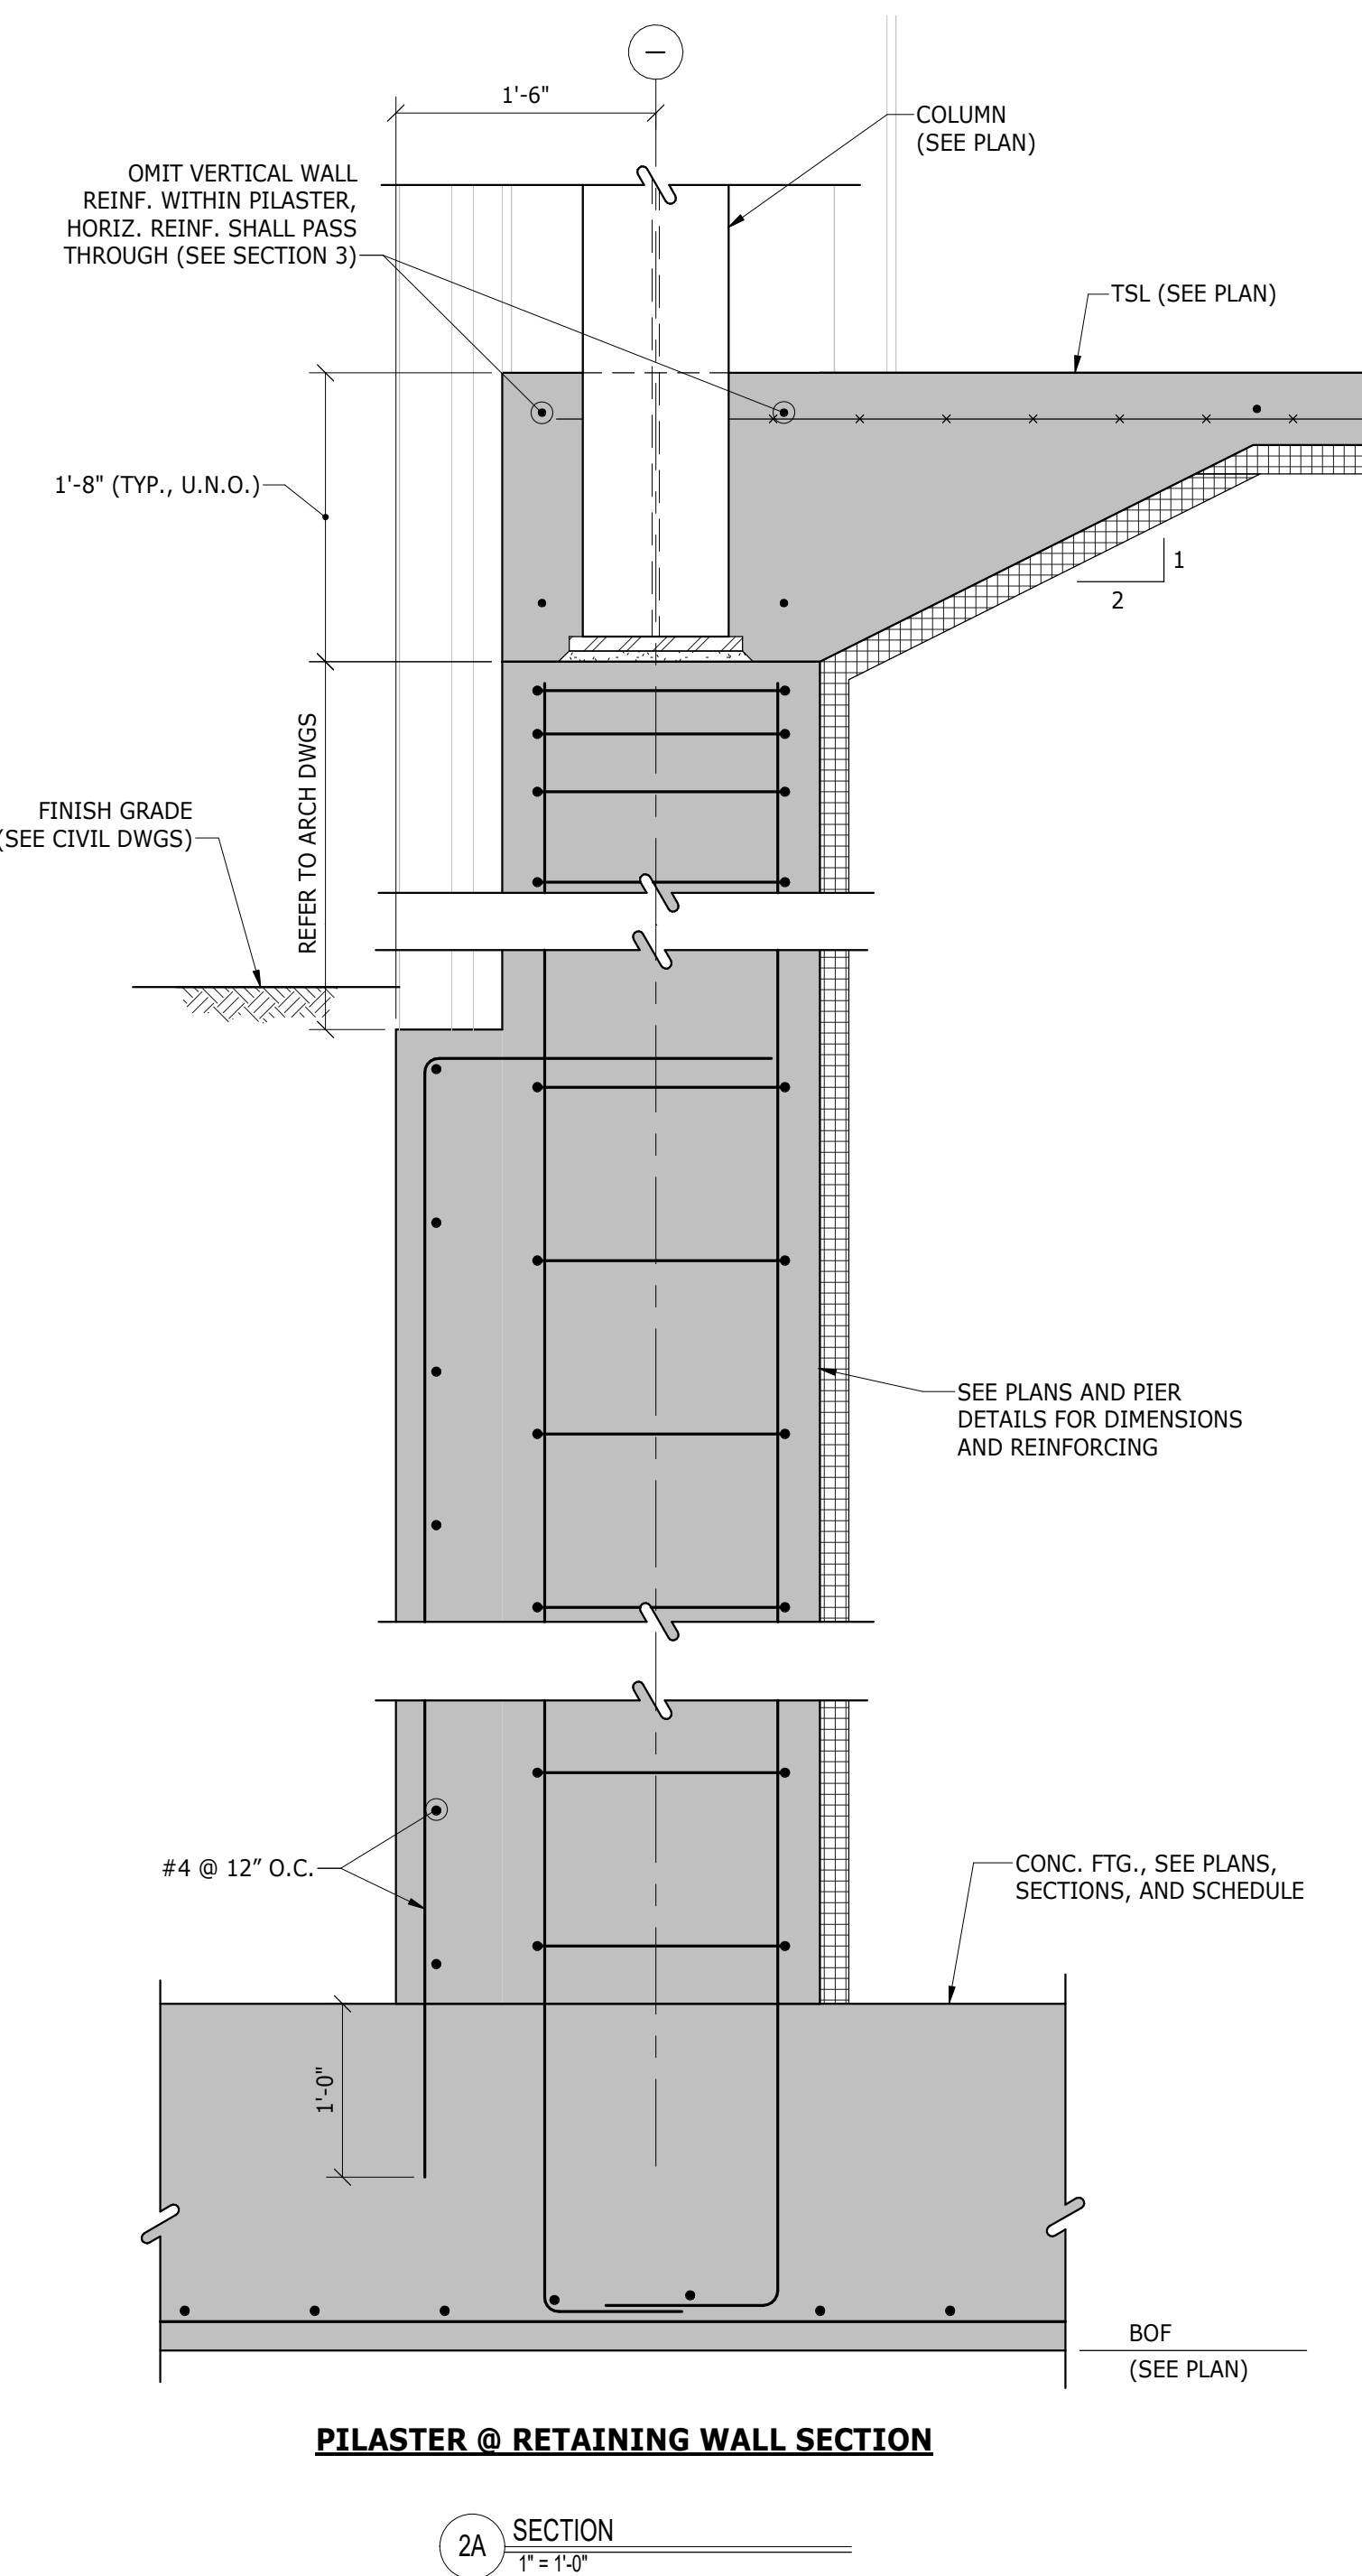 —
1'-6"
COLUMN
(SEE PLAN)
OMIT VERTICAL WALL
REINF. WITHIN PILASTER,
HORIZ. REINF. SHALL PASS
THROUGH (SEE SECTION 3)
TSL (SEE PLAN)
1'-8" (TYP., U.N.O.)
1
2
REFER TO ARCH DWGS
FINISH GRADE
(SEE CIVIL DWGS)
SEE PLANS AND PIER
DETAILS FOR DIMENSIONS
AND REINFORCING
#4 @ 12" O.C.
CONC. FTG., SEE PLANS,
SECTIONS, AND SCHEDULE
1'-0"
BOF
(SEE PLAN)
PILASTER @ RETAINING WALL SECTION
2A SECTION
1" = 1'-0"